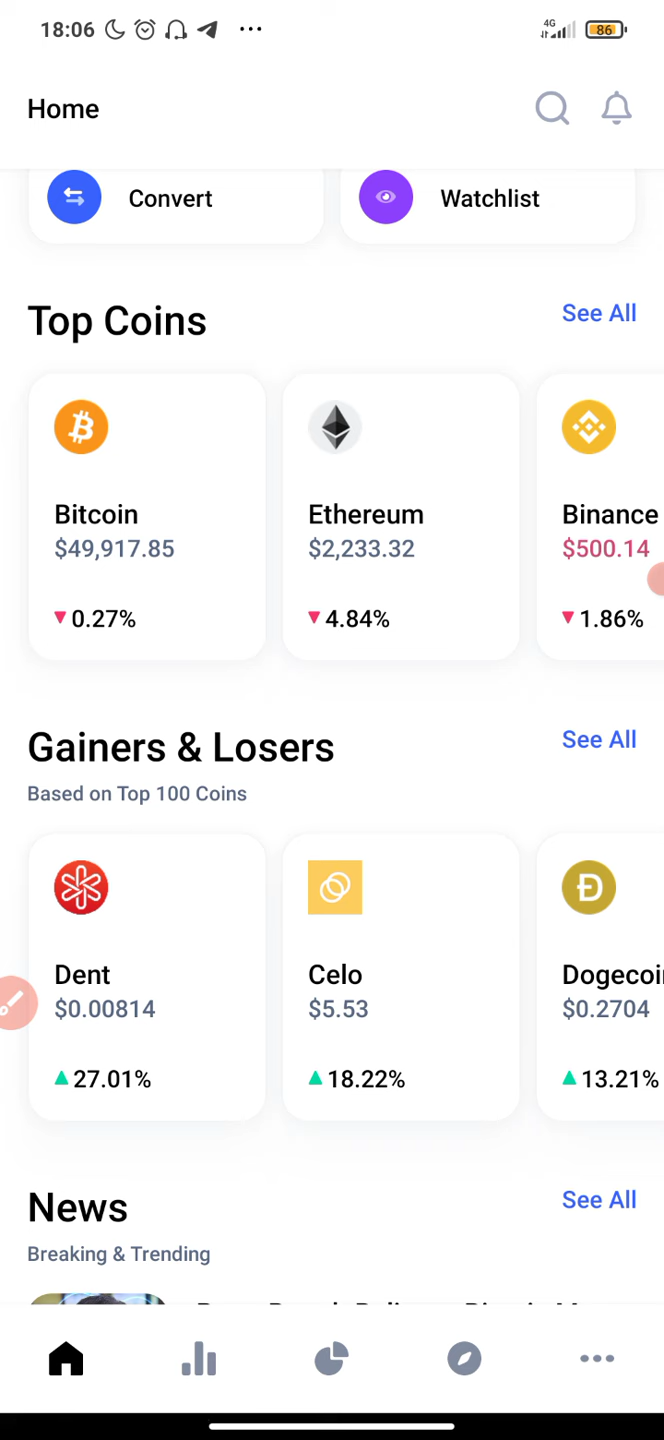 18:06 ... 4G 86
Home
Convert Watchlist
Top Coins See All
Bitcoin Ethereum Binance
$49,917.85 $2,233.32 $500.14
▼0.27% ▼4.84% ▼1.86%
Gainers & Losers See All
Based on Top 100 Coins
Dent Celo Dogecoi
$0.00814 $5.53 $0.2704
▲27.01% ▲18.22% ▲13.21%
News See All
Breaking & Trending